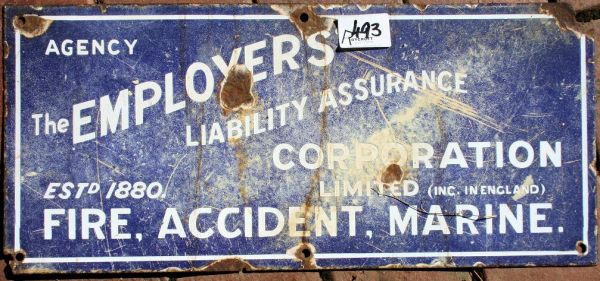 AGENCY
493
The EMPLOYERS'
LIABILITY ASSURANCE
CORPORATION
ESTD 1880.
LIMITED (INC. IN ENGLAND)
FIRE, ACCIDENT, MARINE.